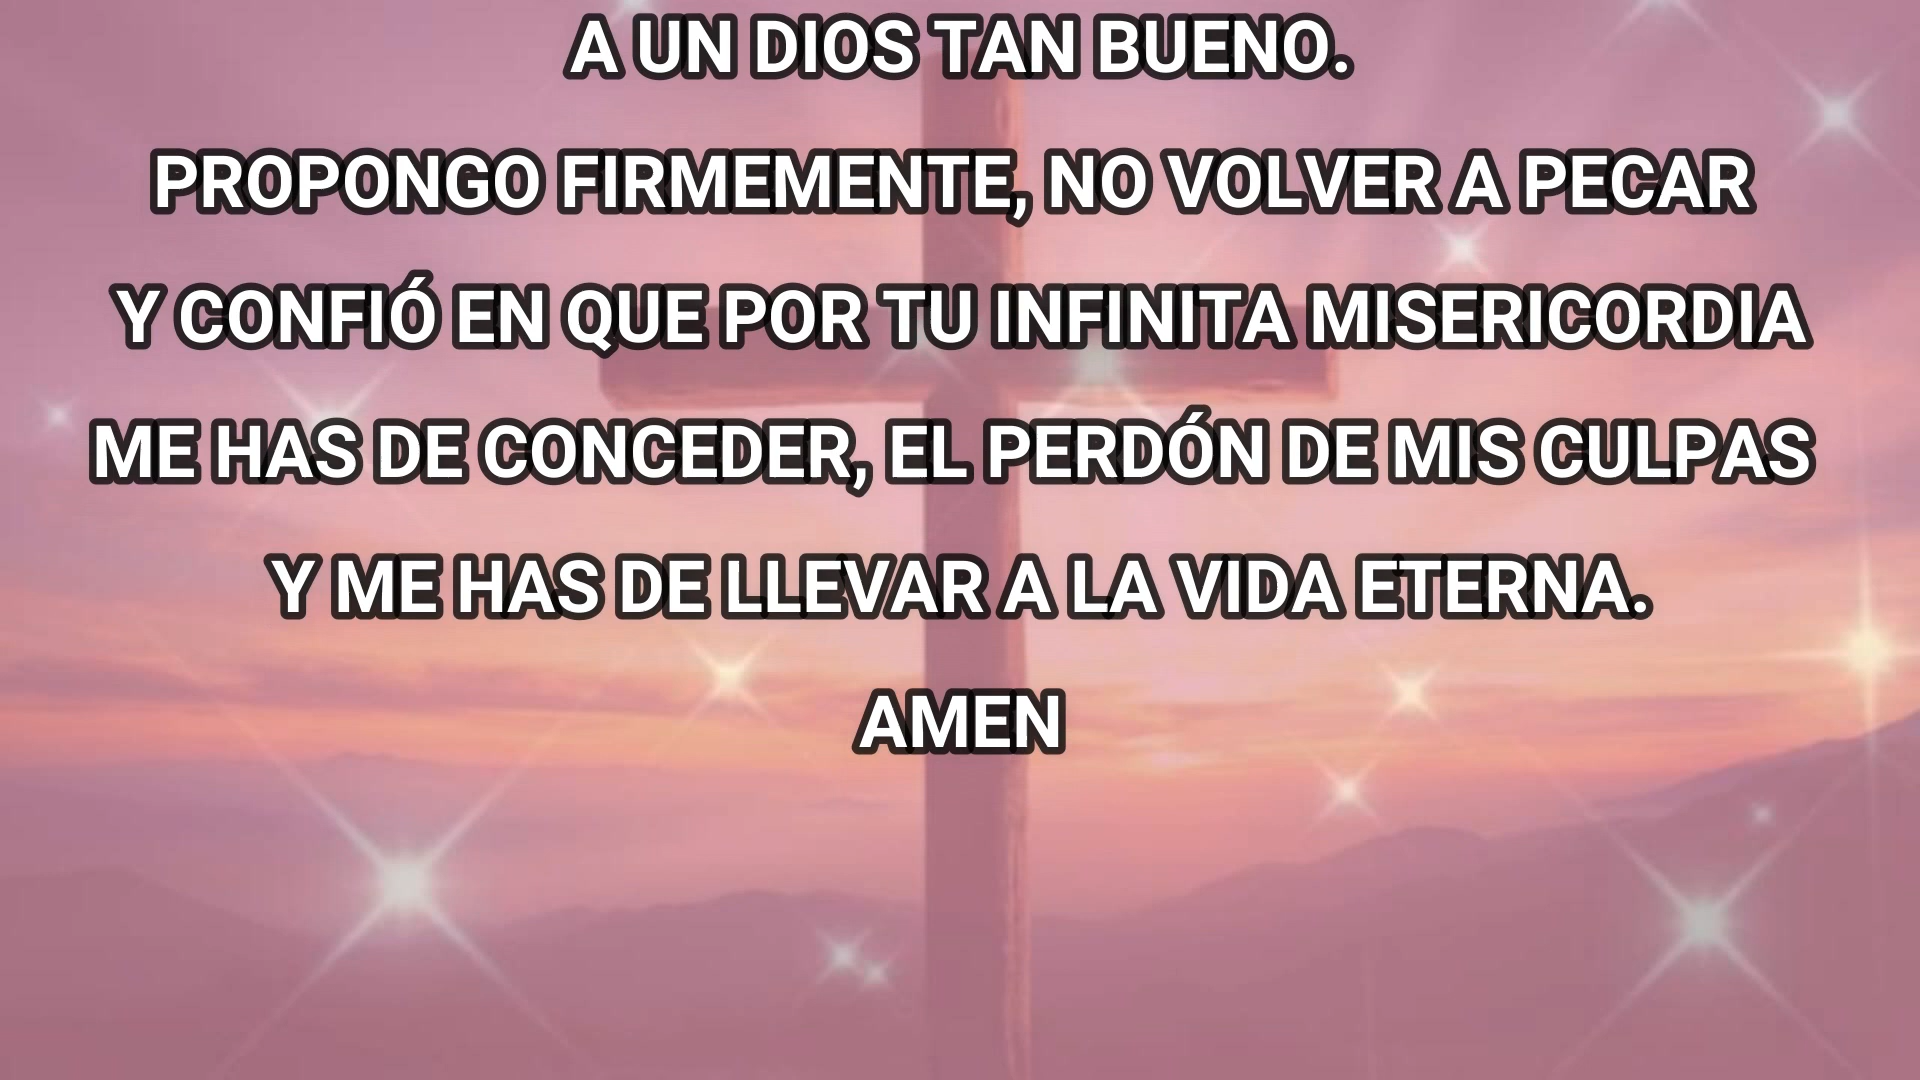 A UN DIOS TAN BUENO.
PROPONGO FIRMEMENTE, NO VOLVER A PECAR
Y CONFIÓ EN QUE POR TU INFINITA MISERICORDIA
ME HAS DE CONCEDER, EL PERDÓN DE MIS CULPAS
Y ME HAS DE LLEVAR A LA VIDA ETERNA.
AMEN